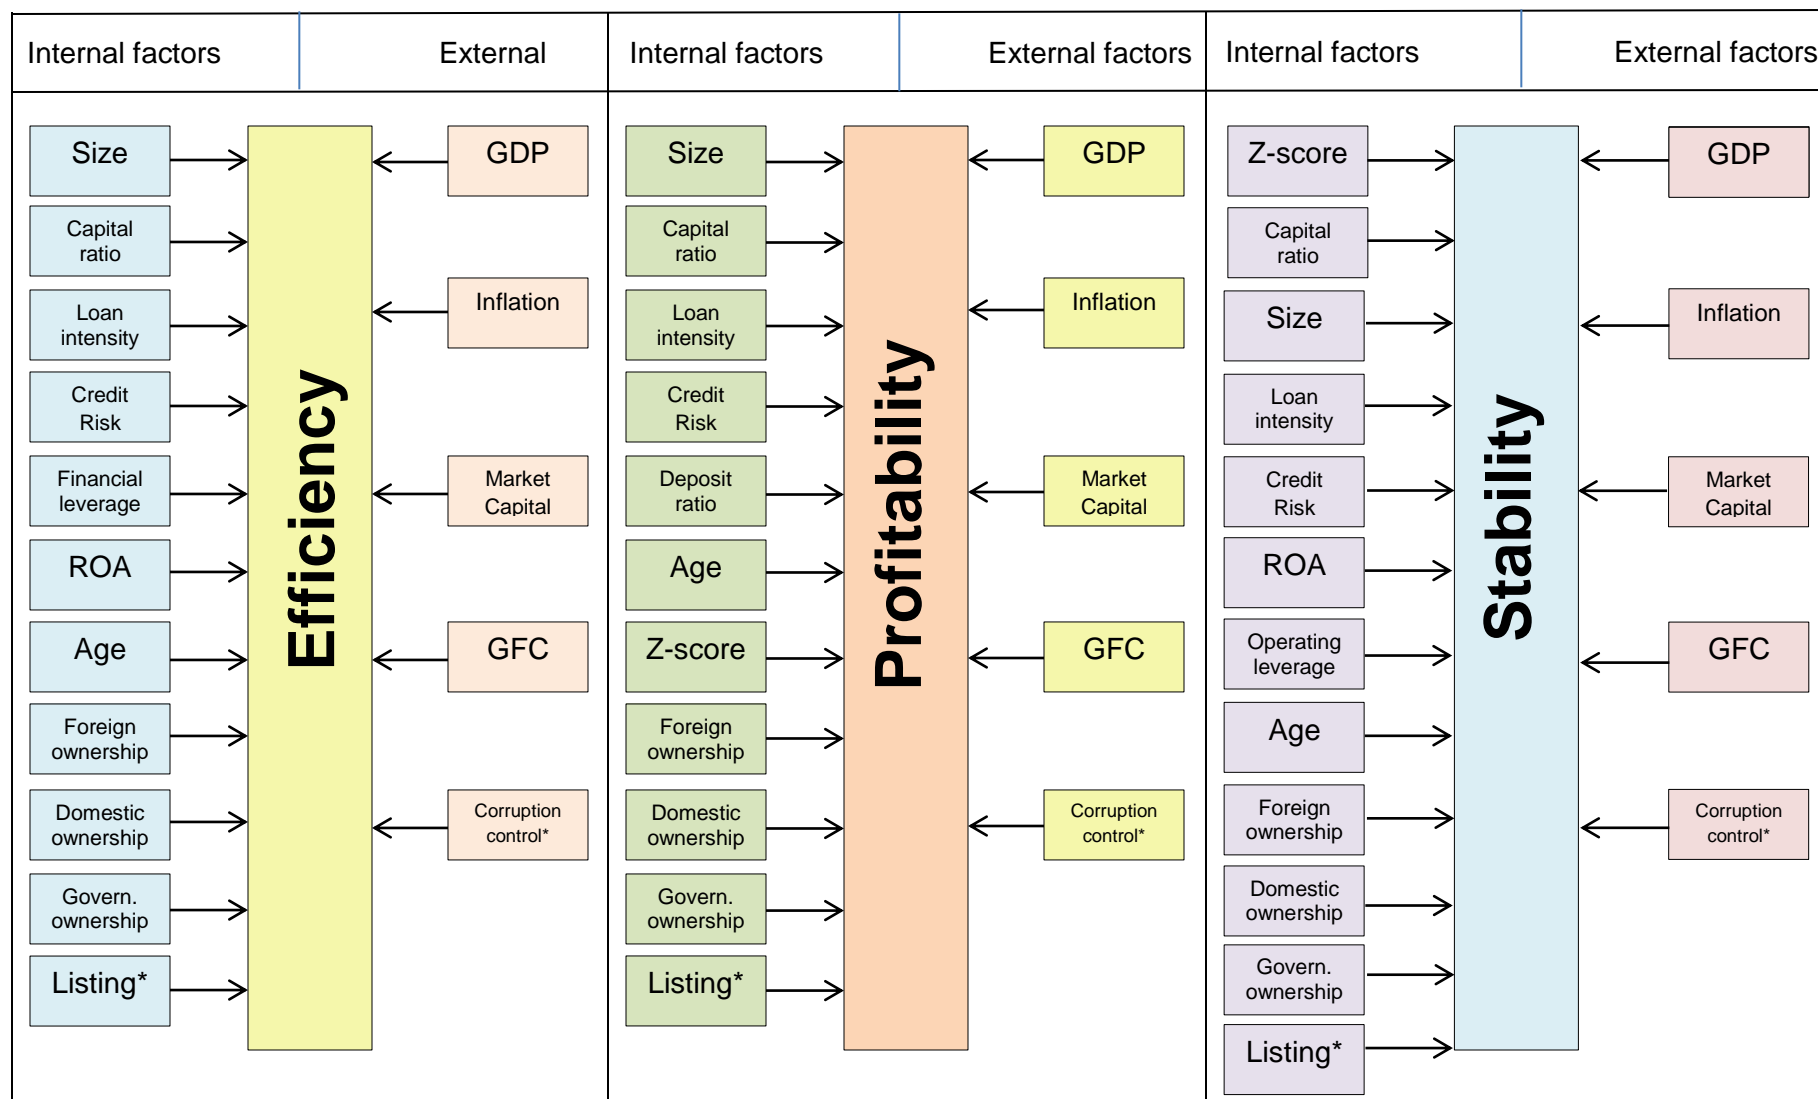 Internal factors
External
Internal factors
External factors
Internal factors
External factors
Size
Capital
ratio
Loan
intensity
Credit
Risk
Financial
leverage
ROA
Age
Foreign
ownership
Domestic
ownership
Govern.
ownership
Listing*
Efficiency
GDP
Inflation
Market
Capital
GFC
Corruption
control*
Size
Capital
ratio
Loan
intensity
Credit
Risk
Deposit
ratio
Age
Z-score
Foreign
ownership
Domestic
ownership
Govern.
ownership
Listing*
Profitability
GDP
Inflation
Market
Capital
GFC
Corruption
control*
Z-score
Capital
ratio
Size
Loan
intensity
Credit
Risk
ROA
Operating
leverage
Age
Foreign
ownership
Domestic
ownership
Govern.
ownership
Listing*
Stability
GDP
Inflation
Market
Capital
GFC
Corruption
control*